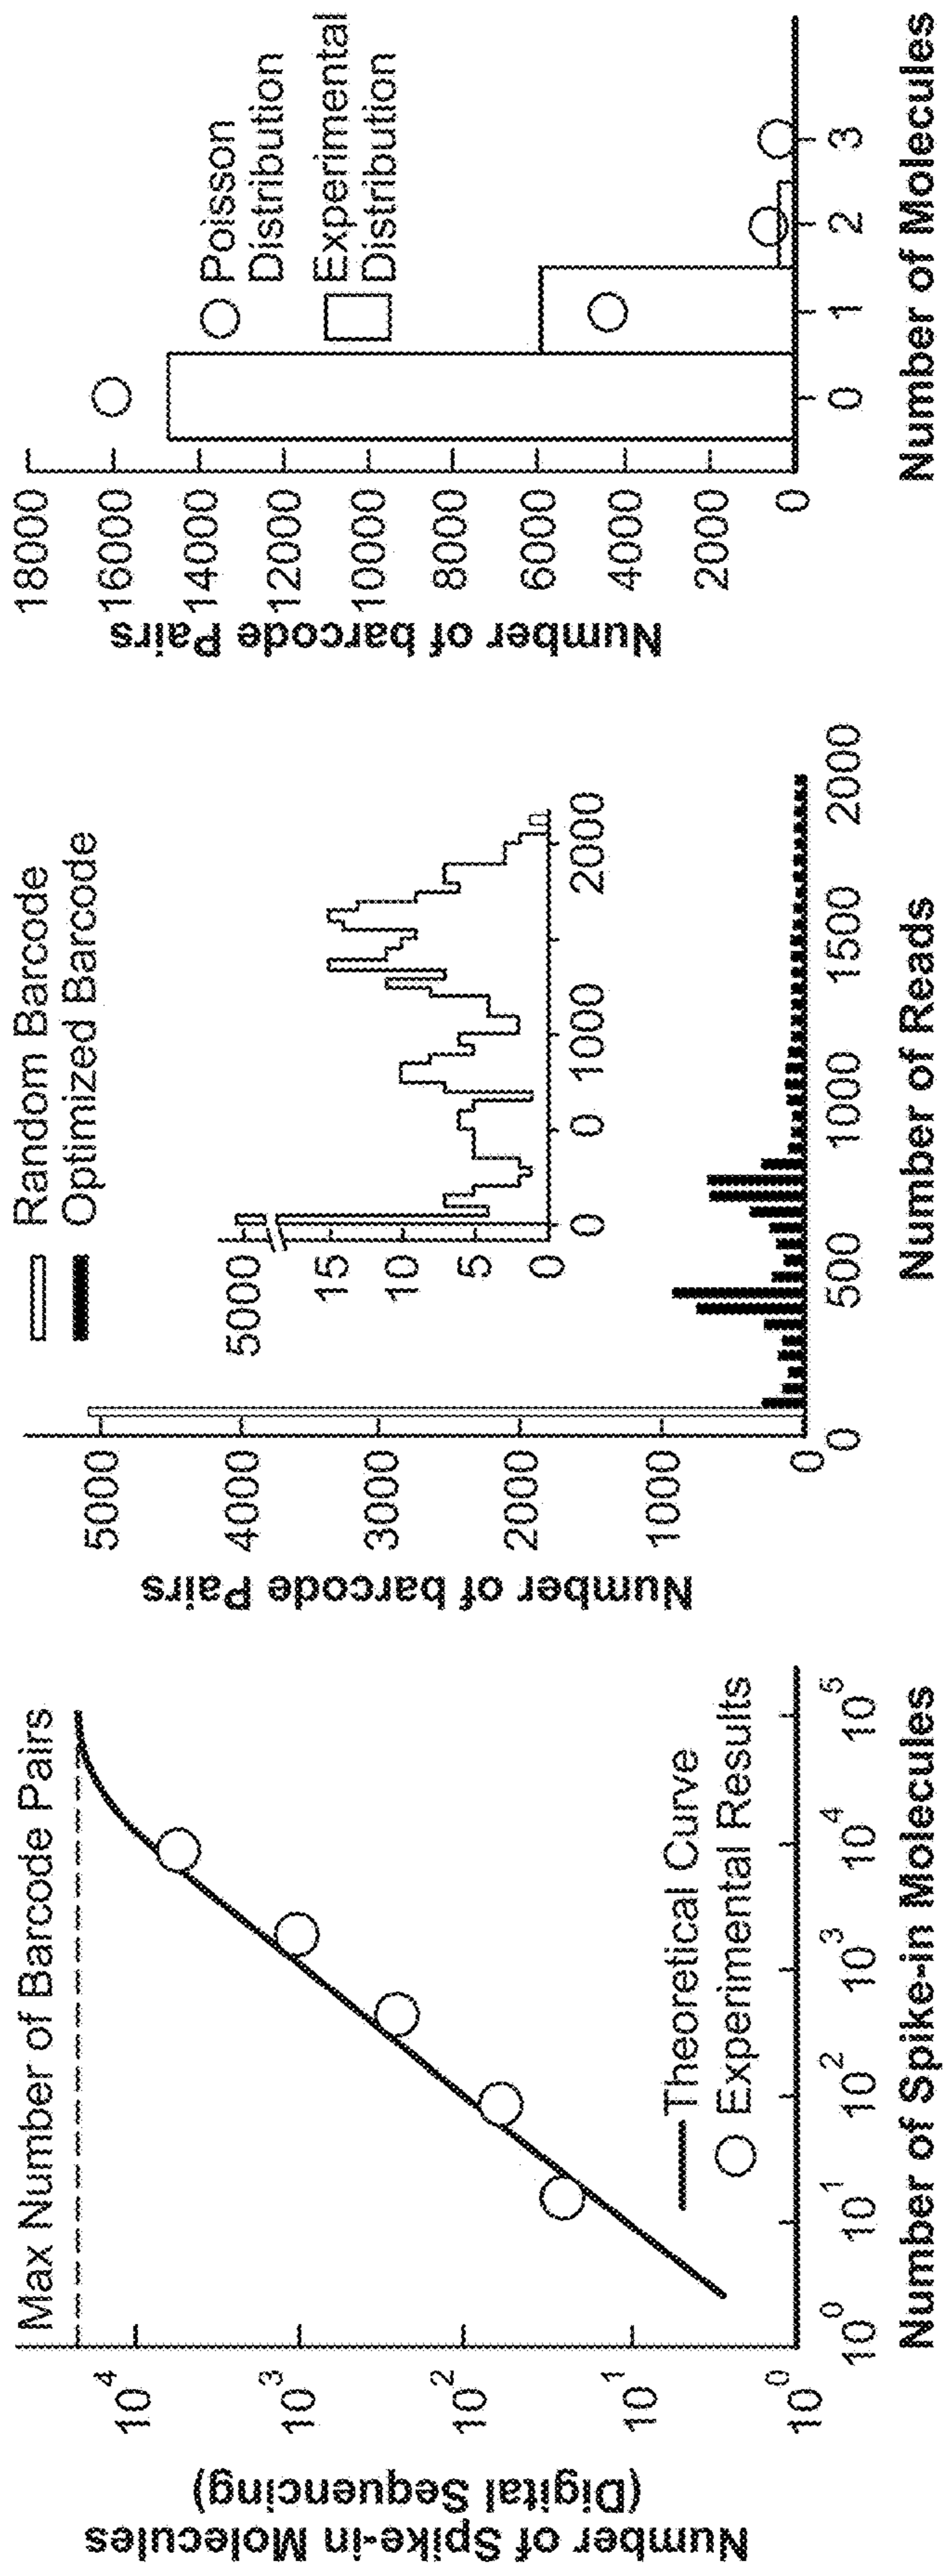 Max Number of Barcode Pairs
10^4
10^3
10^2
10^1
10^0
Number of Spike-in Molecules
(Digital Sequencing)
Theoretical Curve
Experimental Results
10^0
10^1
10^2
10^3
10^4
10^5
Number of Spike-in Molecules
Random Barcode
Optimized Barcode
5000
4000
3000
2000
1000
0
Number of barcode Pairs
5000
15
10
5
0
0
0
1000
2000
0
500
1000
1500
2000
Number of Reads
18000
16000
14000
12000
10000
8000
6000
4000
2000
0
Number of barcode Pairs
Poisson
Distribution
Experimental
Distribution
0
1
2
3
Number of Molecules